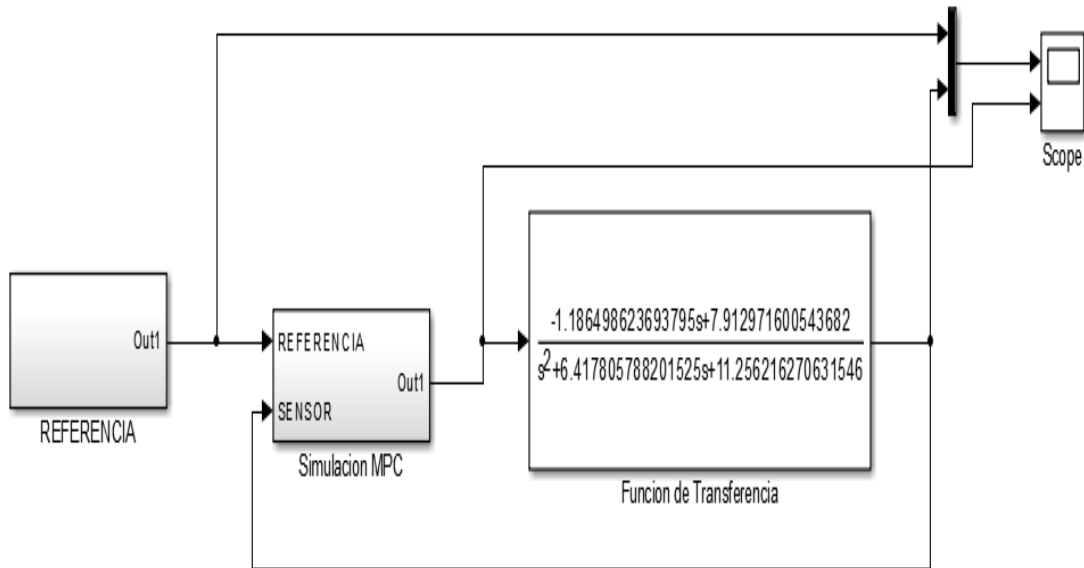 Scope
-1.186498623693795s+7.912971600543682
s2+6.417805788201525s+11.256216270631546
Out1
REFERENCIA
REFERENCIA
Out1
SENSOR
Simulacion MPC
Funcion de Transferencia